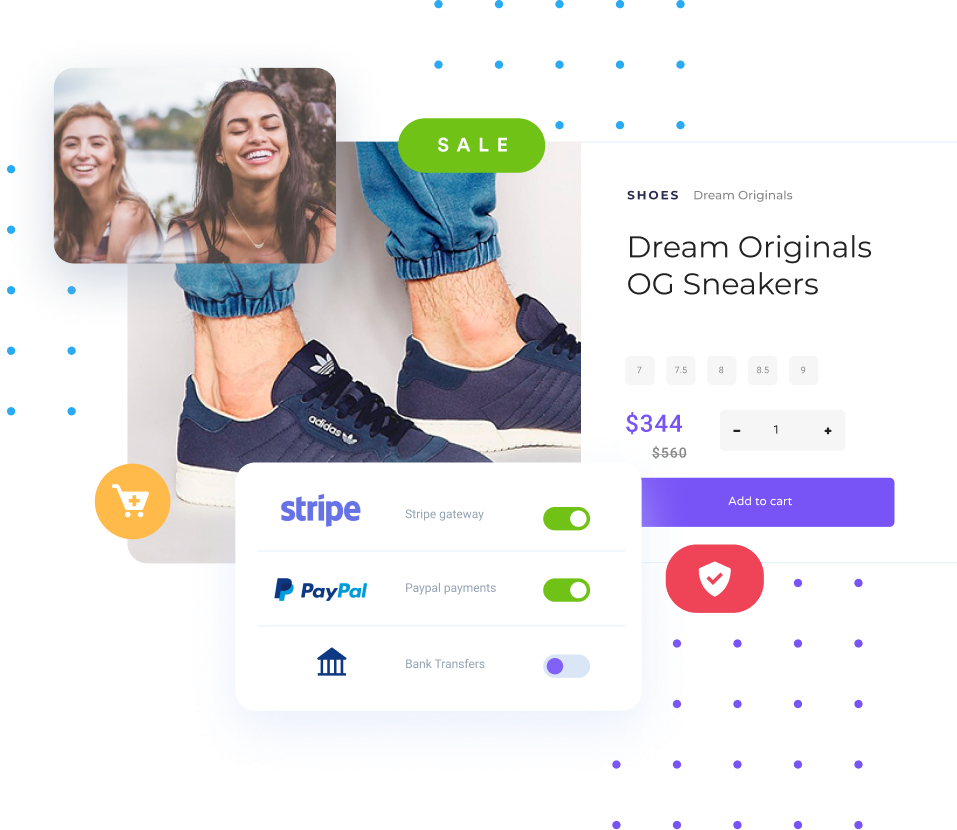 SALE
SHOES Dream Originals
Dream Originals
OG Sneakers
7 7.5 8 8.5 9
$344
- 1 +
$560
Add to cart
adidas
stripe Stripe gateway
PayPal Paypal payments
Bank Transfers